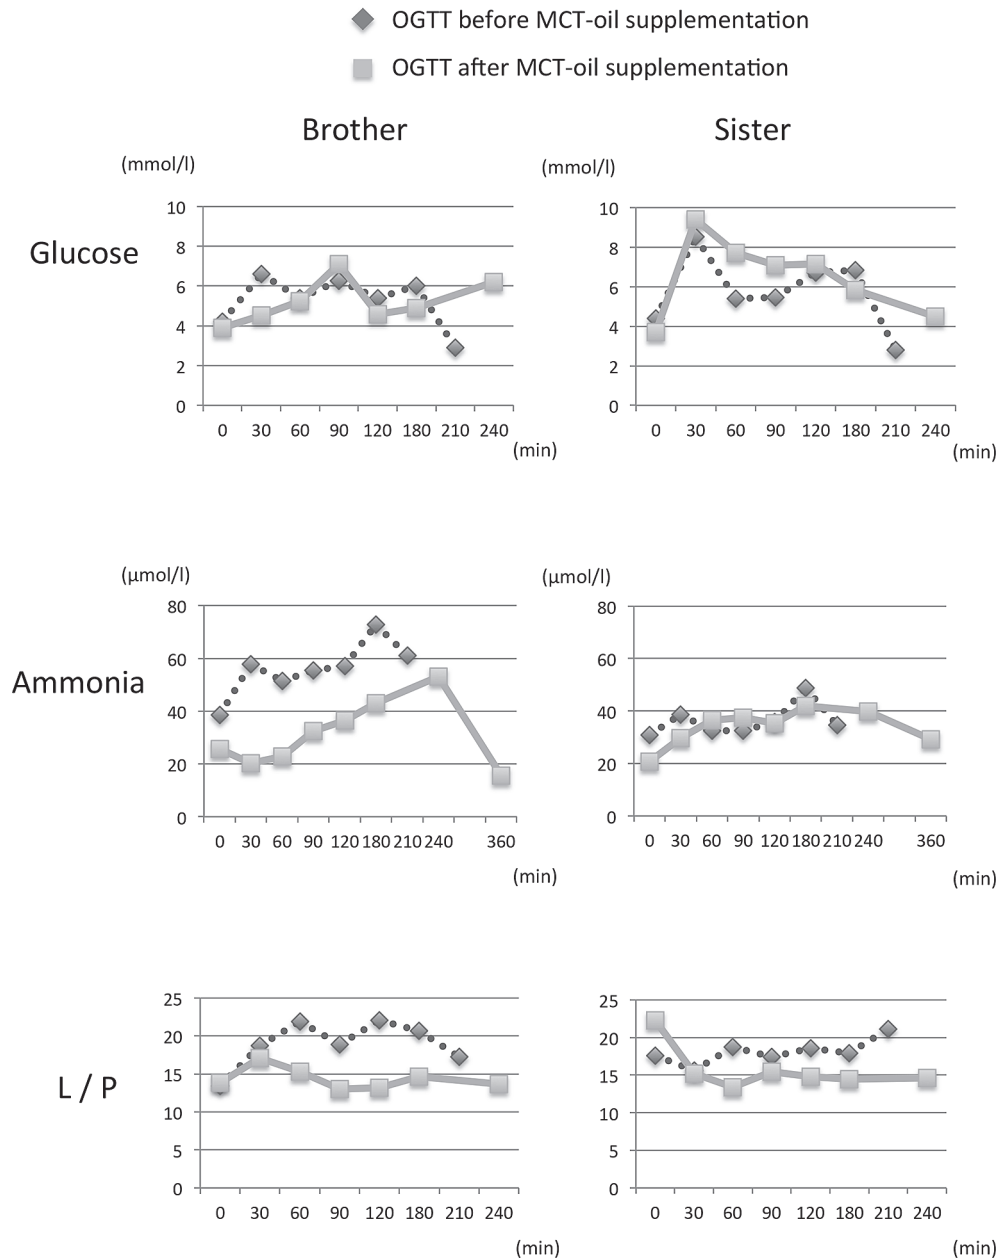 OGTT before MCT-oil supplementation
OGTT after MCT-oil supplementation
Brother
Sister
(mmol/l)
(mmol/l)
Glucose
10
8
6
4
2
0
0 30 60 90 120 180 210 240
(min)
10
8
6
4
2
0
0 30 60 90 120 180 210 240
(min)
(μmol/l)
(μmol/l)
Ammonia
80
60
40
20
0
0 30 60 90 120 180 210 240 360
(min)
80
60
40
20
0
0 30 60 90 120 180 210 240 360
(min)
L / P
25
20
15
10
5
0
0 30 60 90 120 180 210 240
(min)
25
20
15
10
5
0
0 30 60 90 120 180 210 240
(min)